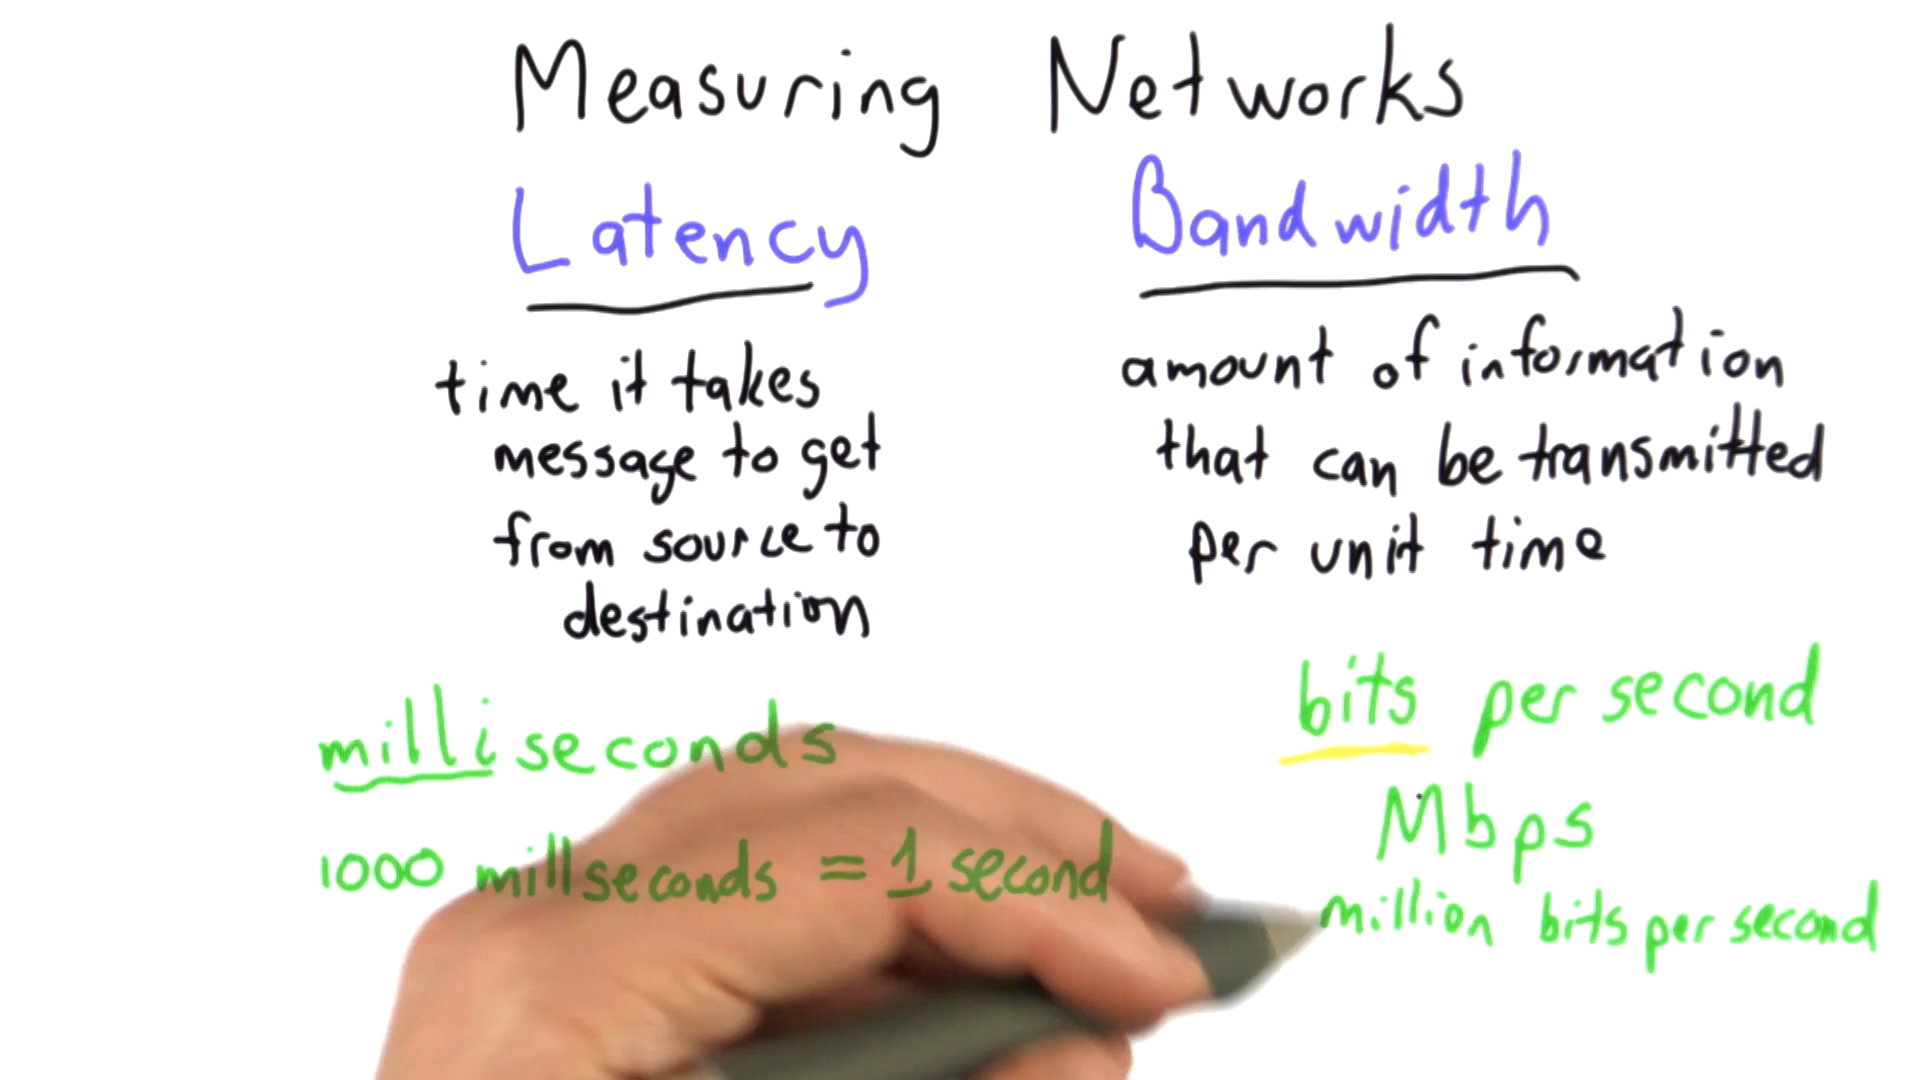 Measuring Networks
Latency
time it takes
message to get
from source to
destination
milliseconds
1000 millseconds = 1 second
Bandwidth
amount of information
that can be transmitted
per unit time
bits per second
Mbps
million bits per second